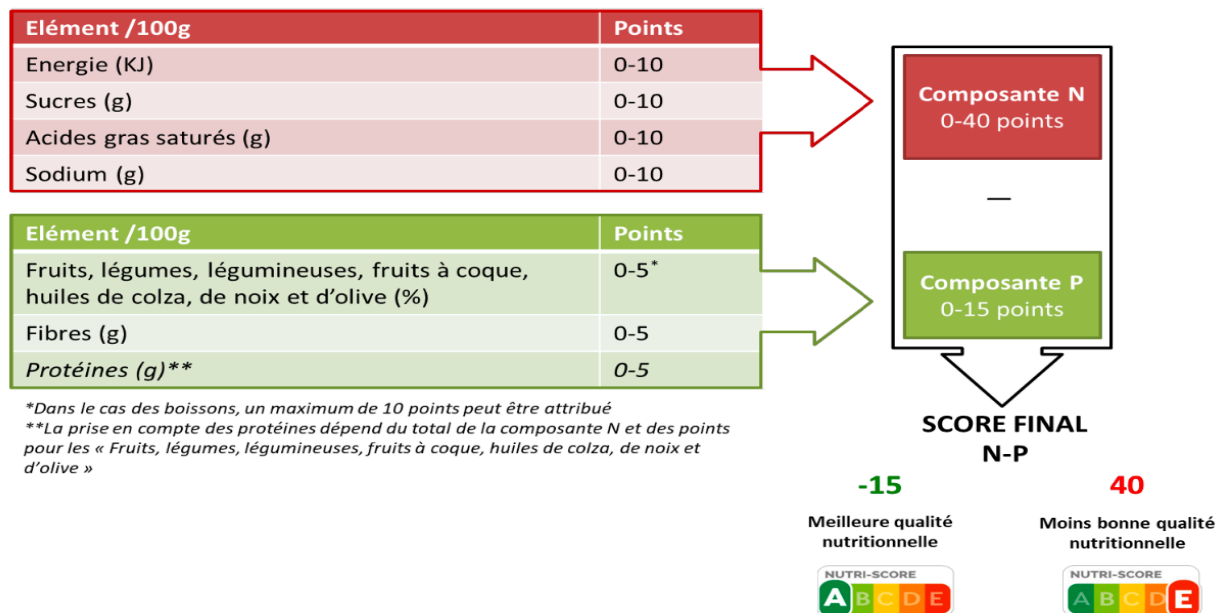 Elément /100g Points
Energie (KJ) 0-10
Sucres (g) 0-10
Acides gras saturés (g) 0-10
Sodium (g) 0-10
Composante N
0-40 points
—
Elément /100g Points
Fruits, légumes, légumineuses, fruits à coque, 0-5*
huiles de colza, de noix et d’olive (%)
Fibres (g) 0-5
Protéines (g)** 0-5
Composante P
0-15 points
*Dans le cas des boissons, un maximum de 10 points peut être attribué
**La prise en compte des protéines dépend du total de la composante N et des points
pour les « Fruits, légumes, légumineuses, fruits à coque, huiles de colza, de noix et
d’olive »
SCORE FINAL
N-P
-15
Meilleure qualité
nutritionnelle
NUTRI-SCORE
A B C D E
40
Moins bonne qualité
nutritionnelle
NUTRI-SCORE
A B C D E